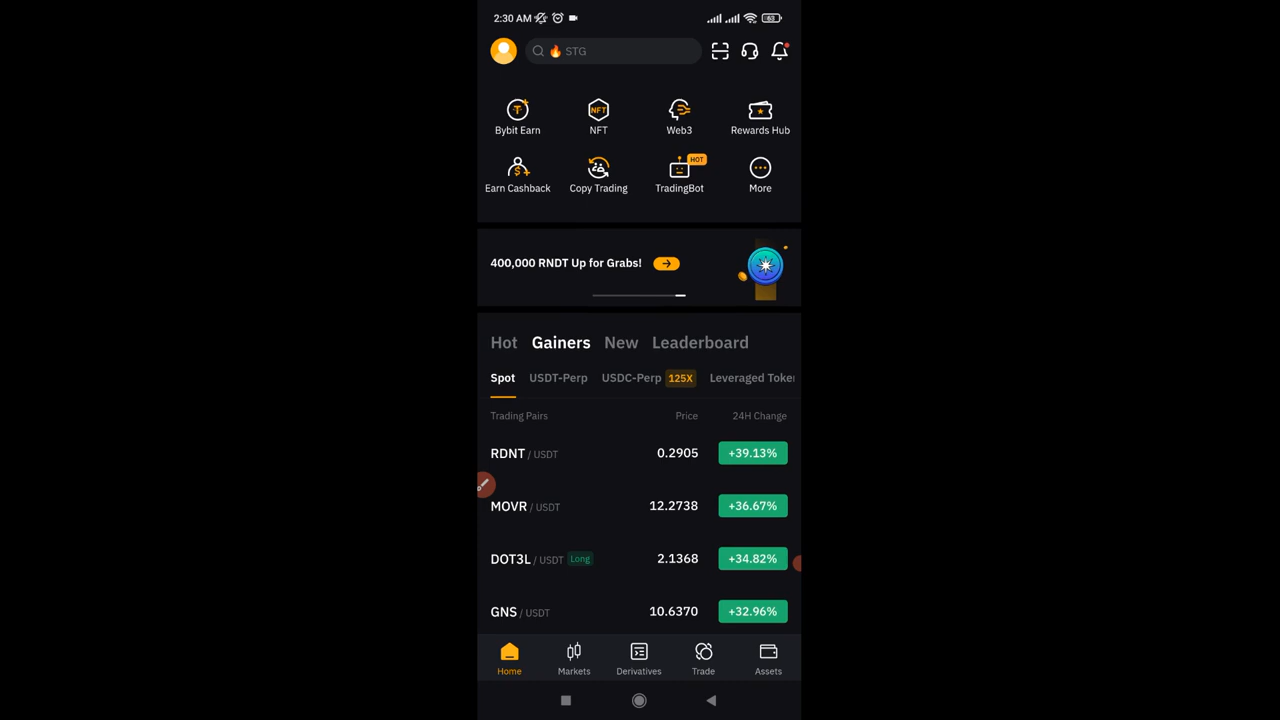 2:30 AM 63
STG
Bybit Earn NFT Web3 Rewards Hub
HOT
Earn Cashback Copy Trading TradingBot More
400,000 RNDT Up for Grabs!
Hot Gainers New Leaderboard
Spot USDT-Perp USDC-Perp 125X Leveraged Token
Trading Pairs Price 24H Change
RDNT / USDT 0.2905 +39.13%
MOVR / USDT 12.2738 +36.67%
DOT3L / USDT Long 2.1368 +34.82%
GNS / USDT 10.6370 +32.96%
Home Markets Derivatives Trade Assets